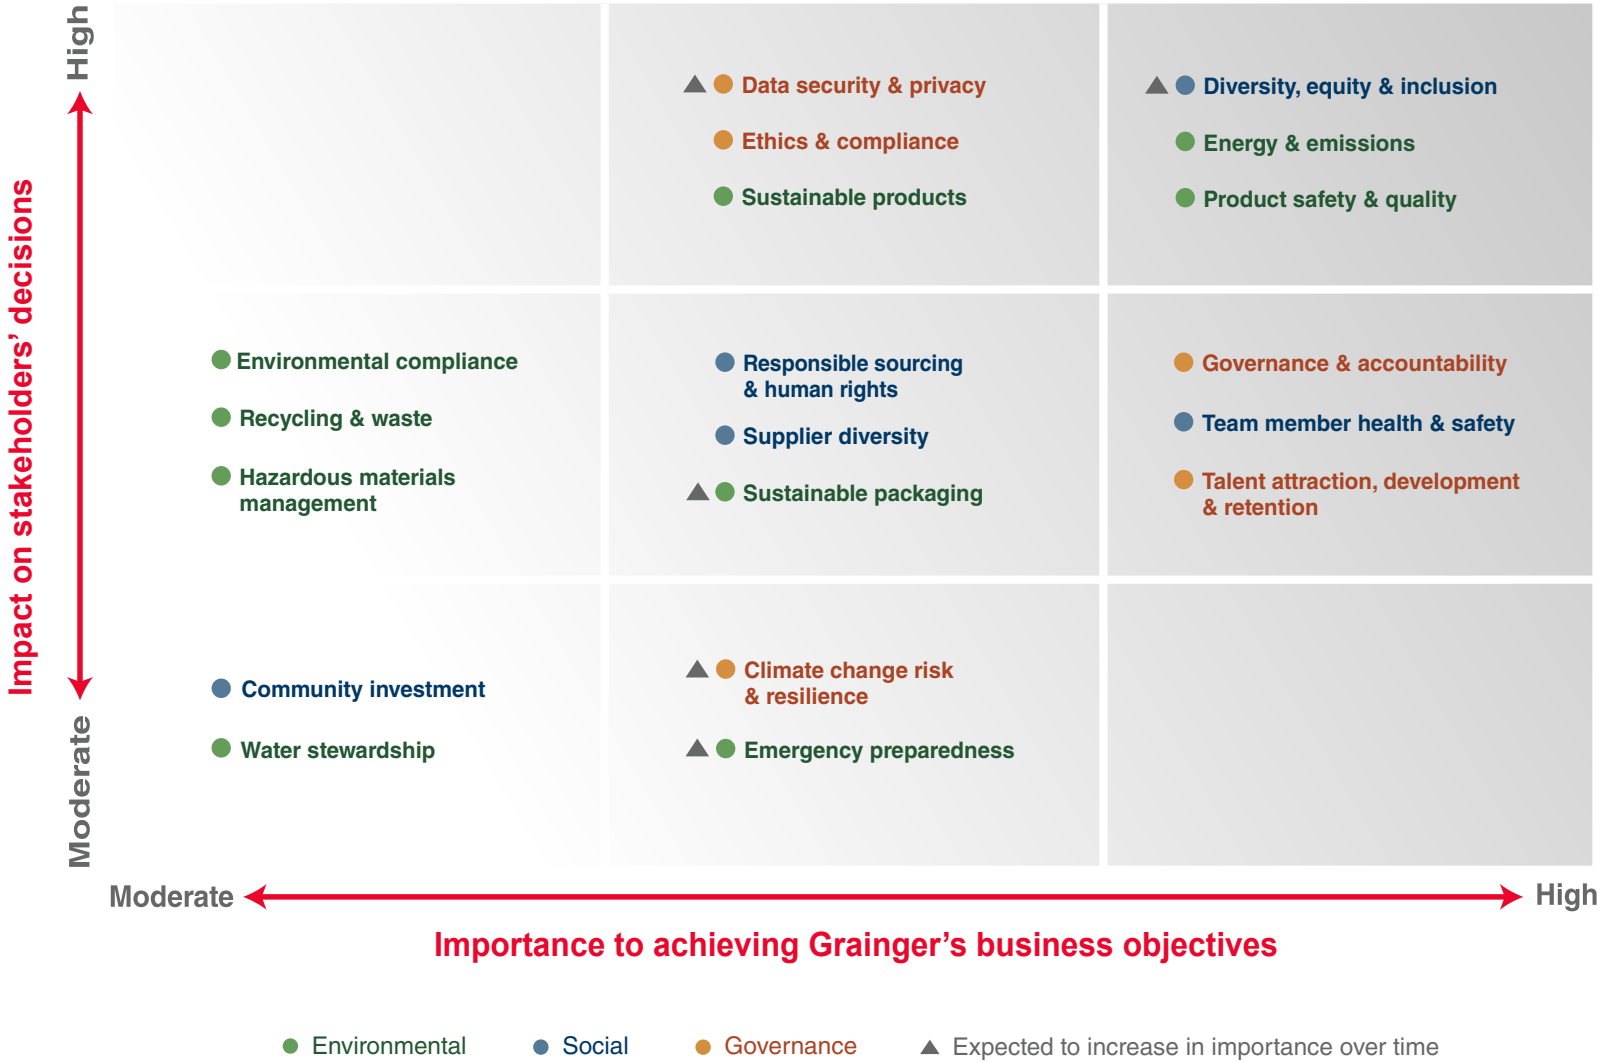 High
Impact on stakeholders’ decisions
Moderate
Data security & privacy
Ethics & compliance
Sustainable products
Diversity, equity & inclusion
Energy & emissions
Product safety & quality
Environmental compliance
Recycling & waste
Hazardous materials
management
Responsible sourcing
& human rights
Supplier diversity
Sustainable packaging
Governance & accountability
Team member health & safety
Talent attraction, development
& retention
Community investment
Water stewardship
Climate change risk
& resilience
Emergency preparedness
Moderate
High
Importance to achieving Grainger’s business objectives
Environmental
Social
Governance
Expected to increase in importance over time